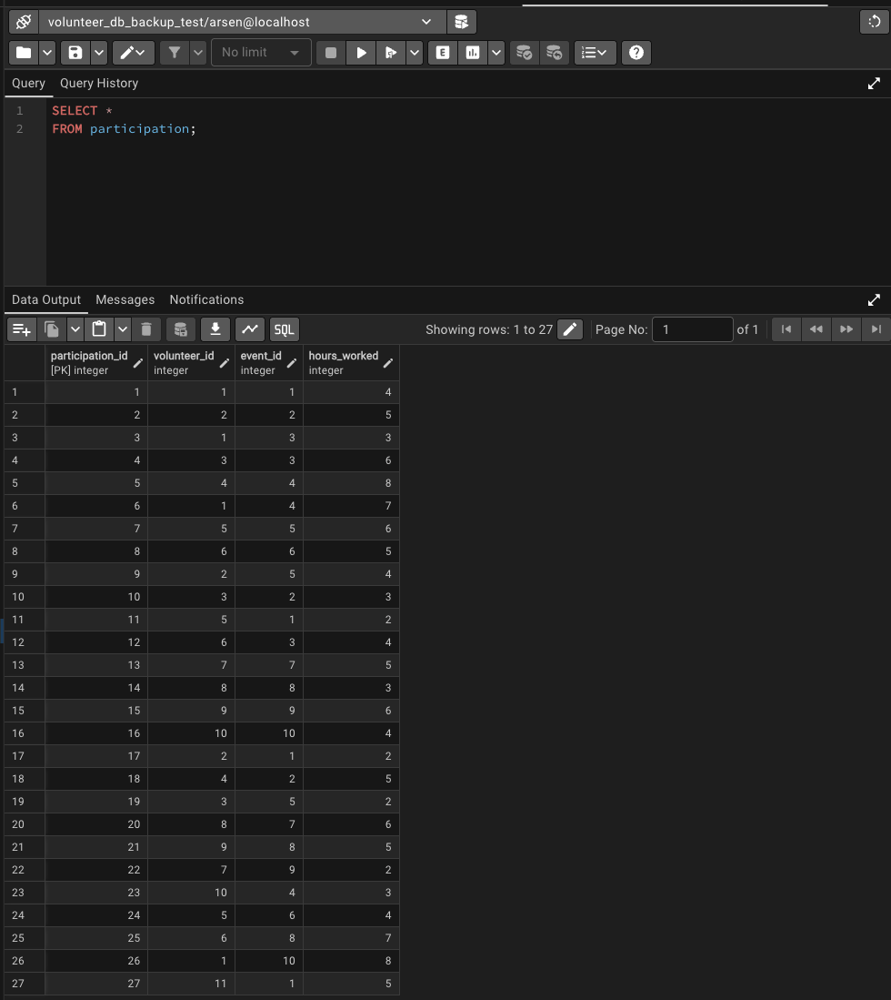 volunteer_db_backup_test/arsen@localhost
No limit
E
Query Query History
1 SELECT *
2 FROM participation;
Data Output Messages Notifications
SQL Showing rows: 1 to 27 Page No: 1 of 1
participation_id volunteer_id event_id hours_worked
[PK] integer integer integer integer
1 1 1 1 4
2 2 2 2 5
3 3 1 3 3
4 4 3 3 6
5 5 4 4 8
6 6 1 4 7
7 7 5 5 6
8 8 6 6 5
9 9 2 5 4
10 10 3 2 3
11 11 5 1 2
12 12 6 3 4
13 13 7 7 5
14 14 8 8 3
15 15 9 9 6
16 16 10 10 4
17 17 2 1 2
18 18 4 2 5
19 19 3 5 2
20 20 8 7 6
21 21 9 8 5
22 22 7 9 2
23 23 10 4 3
24 24 5 6 4
25 25 6 8 7
26 26 1 10 8
27 27 11 1 5